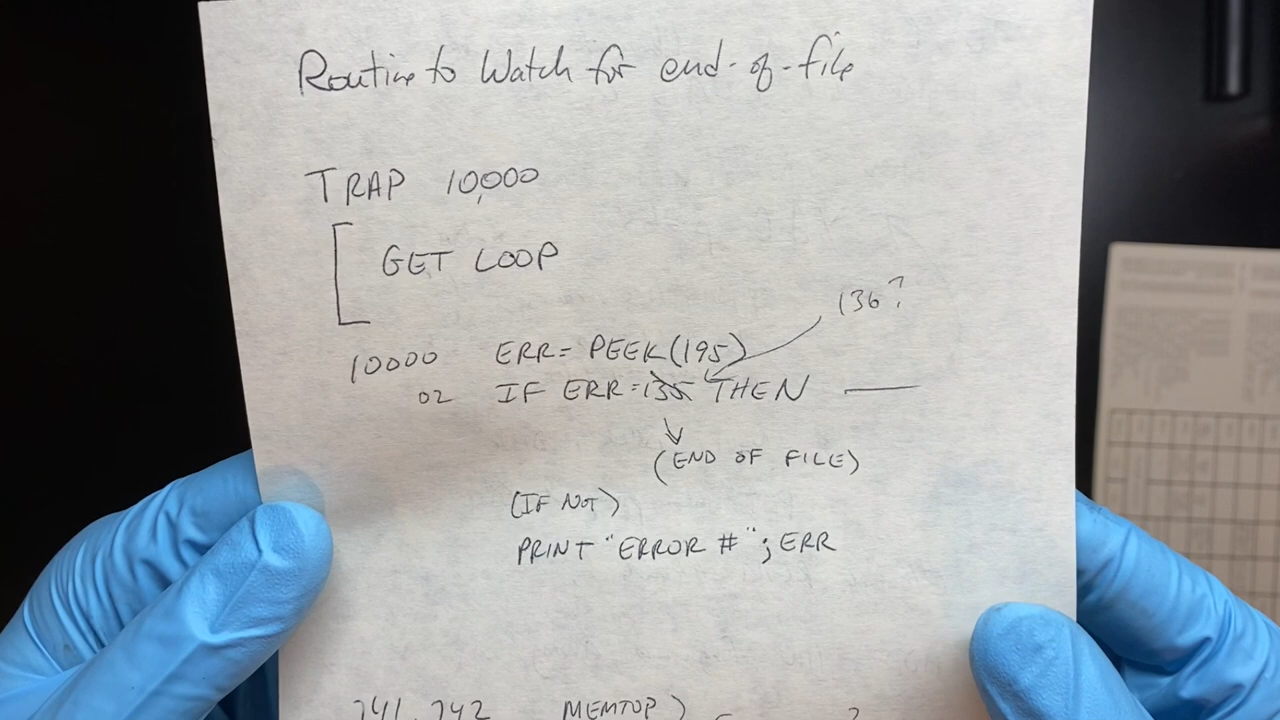 Routine to Watch for end-of-file
TRAP 10,000
GET LOOP
136?
10000 ERR= PEEK(195)
02 IF ERR=135 THEN
(END OF FILE)
(IF NOT)
PRINT "ERROR #"; ERR
741,742 MEMTOP)